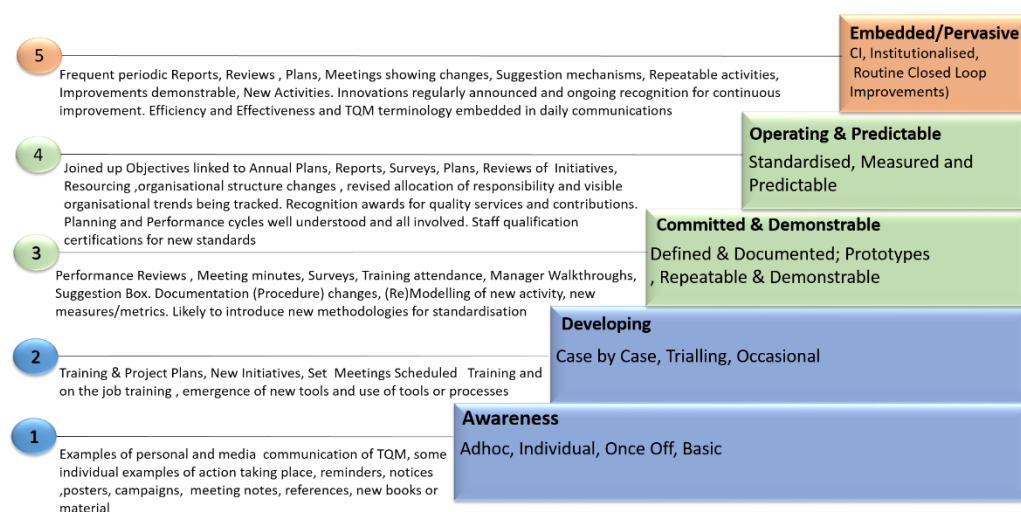 Embedded/Pervasive
CI, Institutionalised,
Routine Closed Loop
Improvements)
5
Frequent periodic Reports, Reviews , Plans, Meetings showing changes, Suggestion mechanisms, Repeatable activities,
Improvements demonstrable, New Activities. Innovations regularly announced and ongoing recognition for continuous
improvement. Efficiency and Effectiveness and TQM terminology embedded in daily communications
Operating & Predictable
Standardised, Measured and
Predictable
4
Joined up Objectives linked to Annual Plans, Reports, Surveys, Plans, Reviews of Initiatives,
Resourcing ,organisational structure changes , revised allocation of responsibility and visible
organisational trends being tracked. Recognition awards for quality services and contributions.
Planning and Performance cycles well understood and all involved. Staff qualification
certifications for new standards
Committed & Demonstrable
Defined & Documented; Prototypes
, Repeatable & Demonstrable
3
Performance Reviews , Meeting minutes, Surveys, Training attendance, Manager Walkthroughs,
Suggestion Box. Documentation (Procedure) changes, (Re)Modelling of new activity, new
measures/metrics. Likely to introduce new methodologies for standardisation
Developing
Case by Case, Trialling, Occasional
2
Training & Project Plans, New Initiatives, Set Meetings Scheduled Training and
on the job training , emergence of new tools and use of tools or processes
Awareness
Adhoc, Individual, Once Off, Basic
1
Examples of personal and media communication of TQM, some
individual examples of action taking place, reminders, notices
,posters, campaigns, meeting notes, references, new books or
material